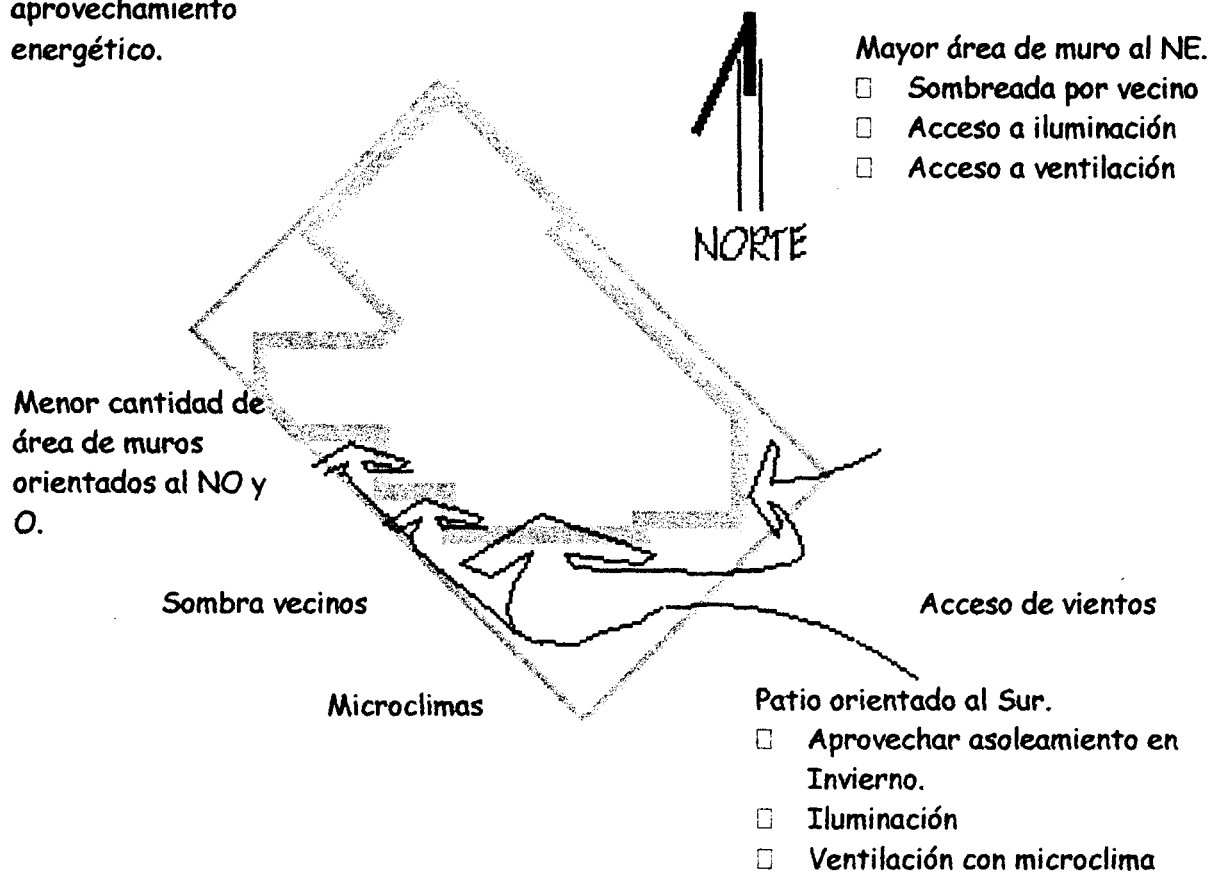 aprovechamiento
energético.
Mayor área de muro al NE.
Sombreada por vecino
Acceso a iluminación
Acceso a ventilación
NORTE
Menor cantidad de
área de muros
orientados al NO y
O.
Sombra vecinos
Acceso de vientos
Microclimas
Patio orientado al Sur.
Aprovechar asoleamiento en
Invierno.
Iluminación
Ventilación con microclima